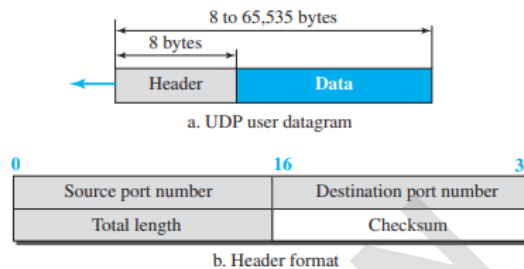 8 to 65,535 bytes
8 bytes
Header Data
a. UDP user datagram
0 16 3
Source port number Destination port number
Total length Checksum
b. Header format